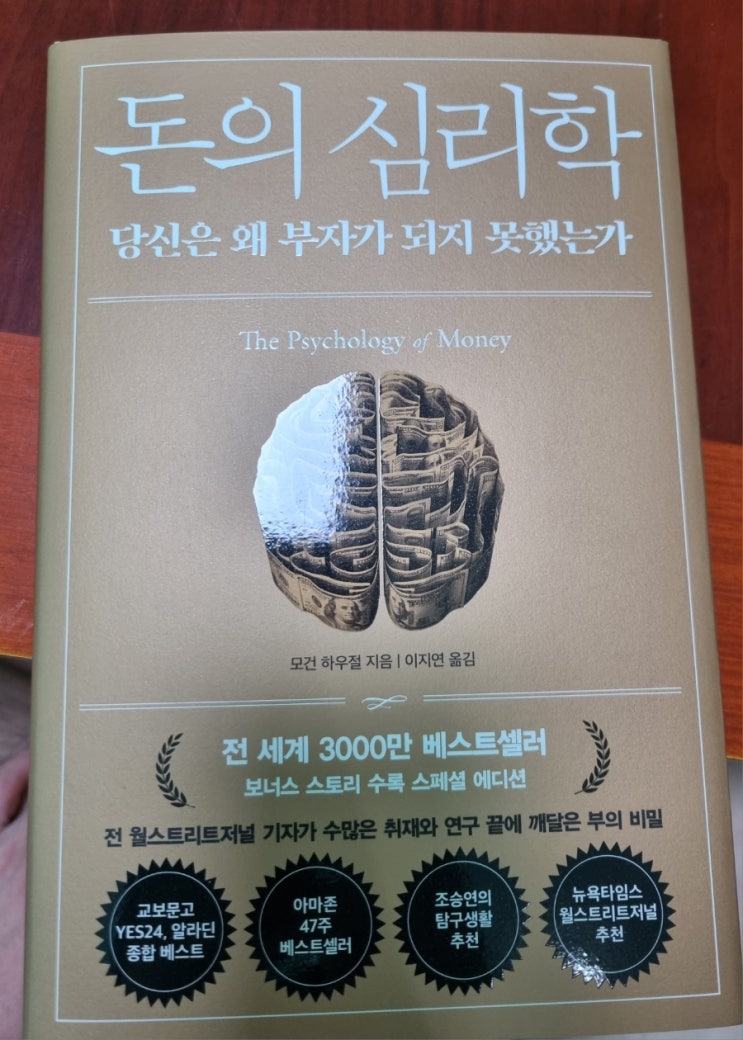 돈의 심리학
당신은 왜 부자가 되지 못했는가
The Psychology of Money
모건 하우절 지음 | 이지연 옮김
전 세계 3000만 베스트셀러
보너스 스토리 수록 스페셜 에디션
전 월스트리트저널 기자가 수많은 취재와 연구 끝에 깨달은 부의 비밀
교보문고
YES24, 알라딘
종합 베스트
아마존
47주
베스트셀러
조승연의
탐구생활
추천
뉴욕타임스
월스트리트저널
추천